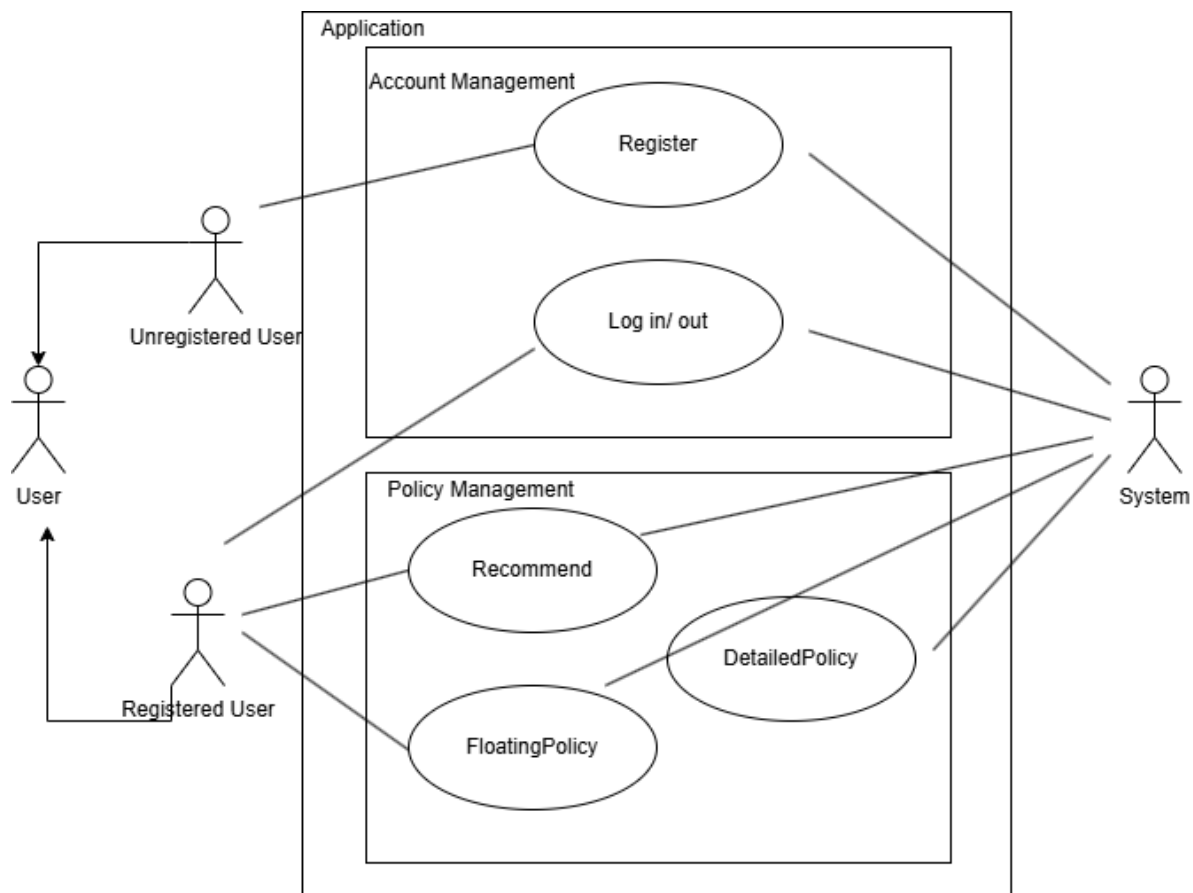 Application
Account Management
Register
Unregistered User
Log in/ out
User
System
Policy Management
Recommend
DetailedPolicy
Registered User
FloatingPolicy